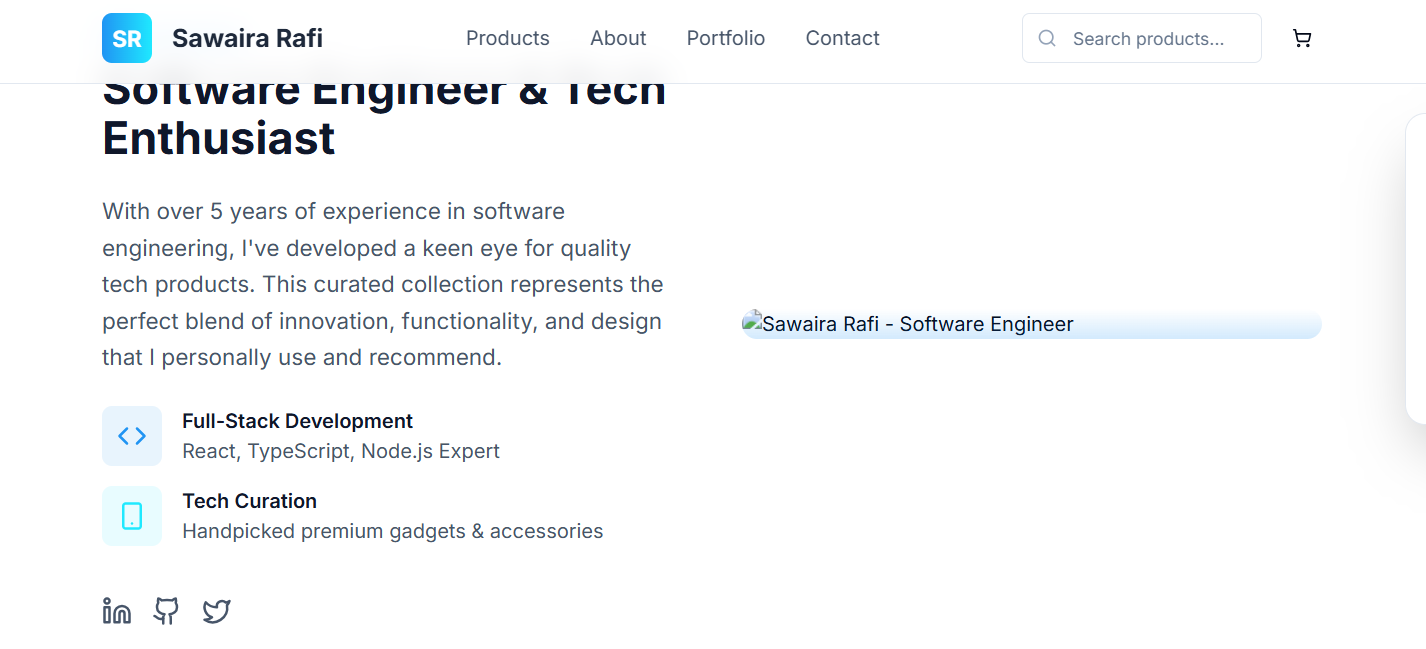 SR Sawaira Rafi Products About Portfolio Contact Search products...
Software Engineer & Tech
Enthusiast
With over 5 years of experience in software
engineering, I've developed a keen eye for quality
tech products. This curated collection represents the
perfect blend of innovation, functionality, and design
that I personally use and recommend.
Sawaira Rafi - Software Engineer
Full-Stack Development
React, TypeScript, Node.js Expert
Tech Curation
Handpicked premium gadgets & accessories